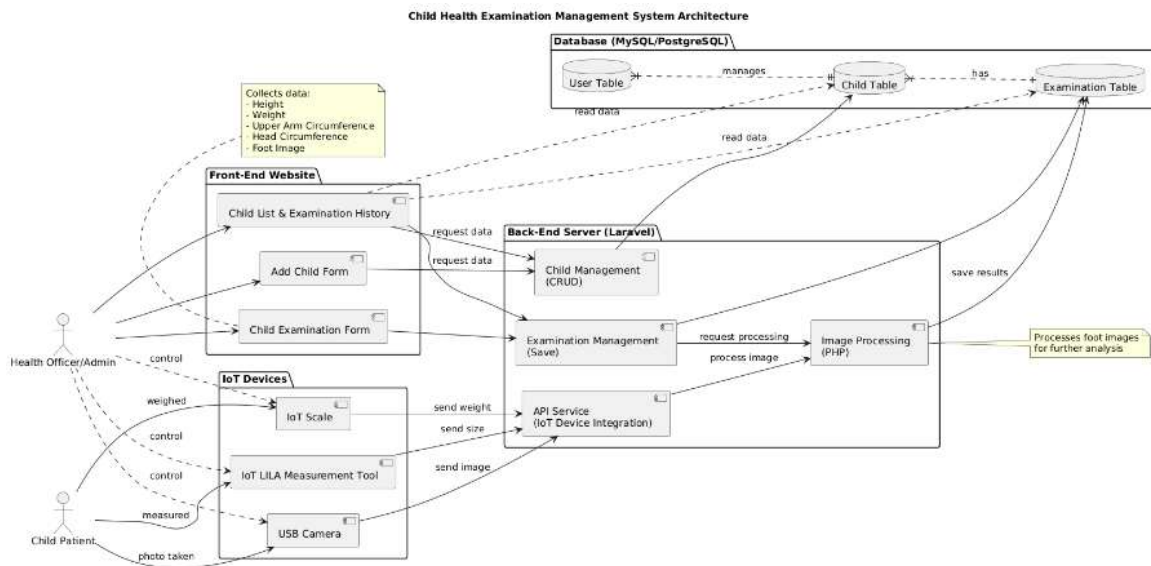 Child Health Examination Management System Architecture
Database (MySQL/PostgreSQL)
User Table
manages
Child Table
has
Examination Table
Collects data:
- Height
- Weight
- Upper Arm Circumference
- Head Circumference
- Foot Image
read data
read data
Front-End Website
Child List & Examination History
request data
Add Child Form
request data
Child Examination Form
Back-End Server (Laravel)
Child Management
(CRUD)
Examination Management
(Save)
request processing
process image
Image Processing
(PHP)
save results
Processes foot images
for further analysis
API Service
(IoT Device Integration)
Health Officer/Admin
control
weighed
control
control
IoT Devices
IoT Scale
send weight
send size
IoT LILA Measurement Tool
send image
USB Camera
measured
Child Patient
photo taken